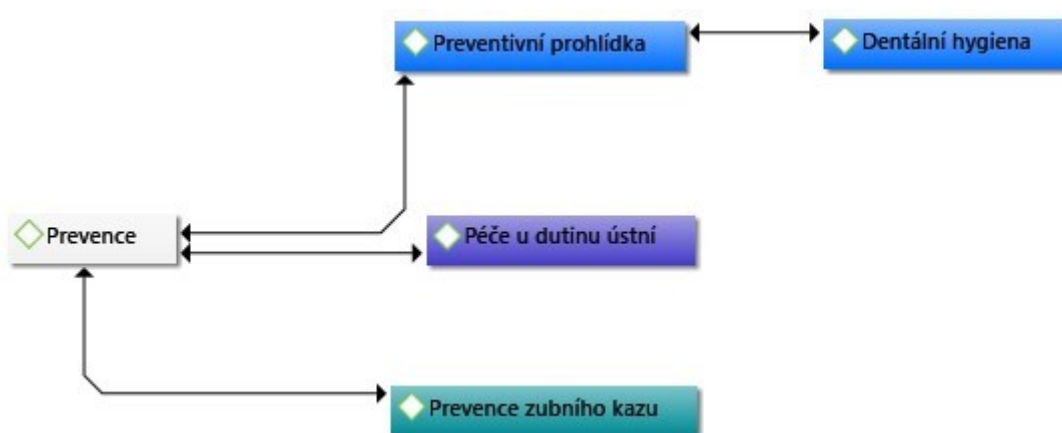 Preventivní prohlídka
Dentální hygiena
Prevence
Péče u dutinu ústní
Prevence zubního kazu